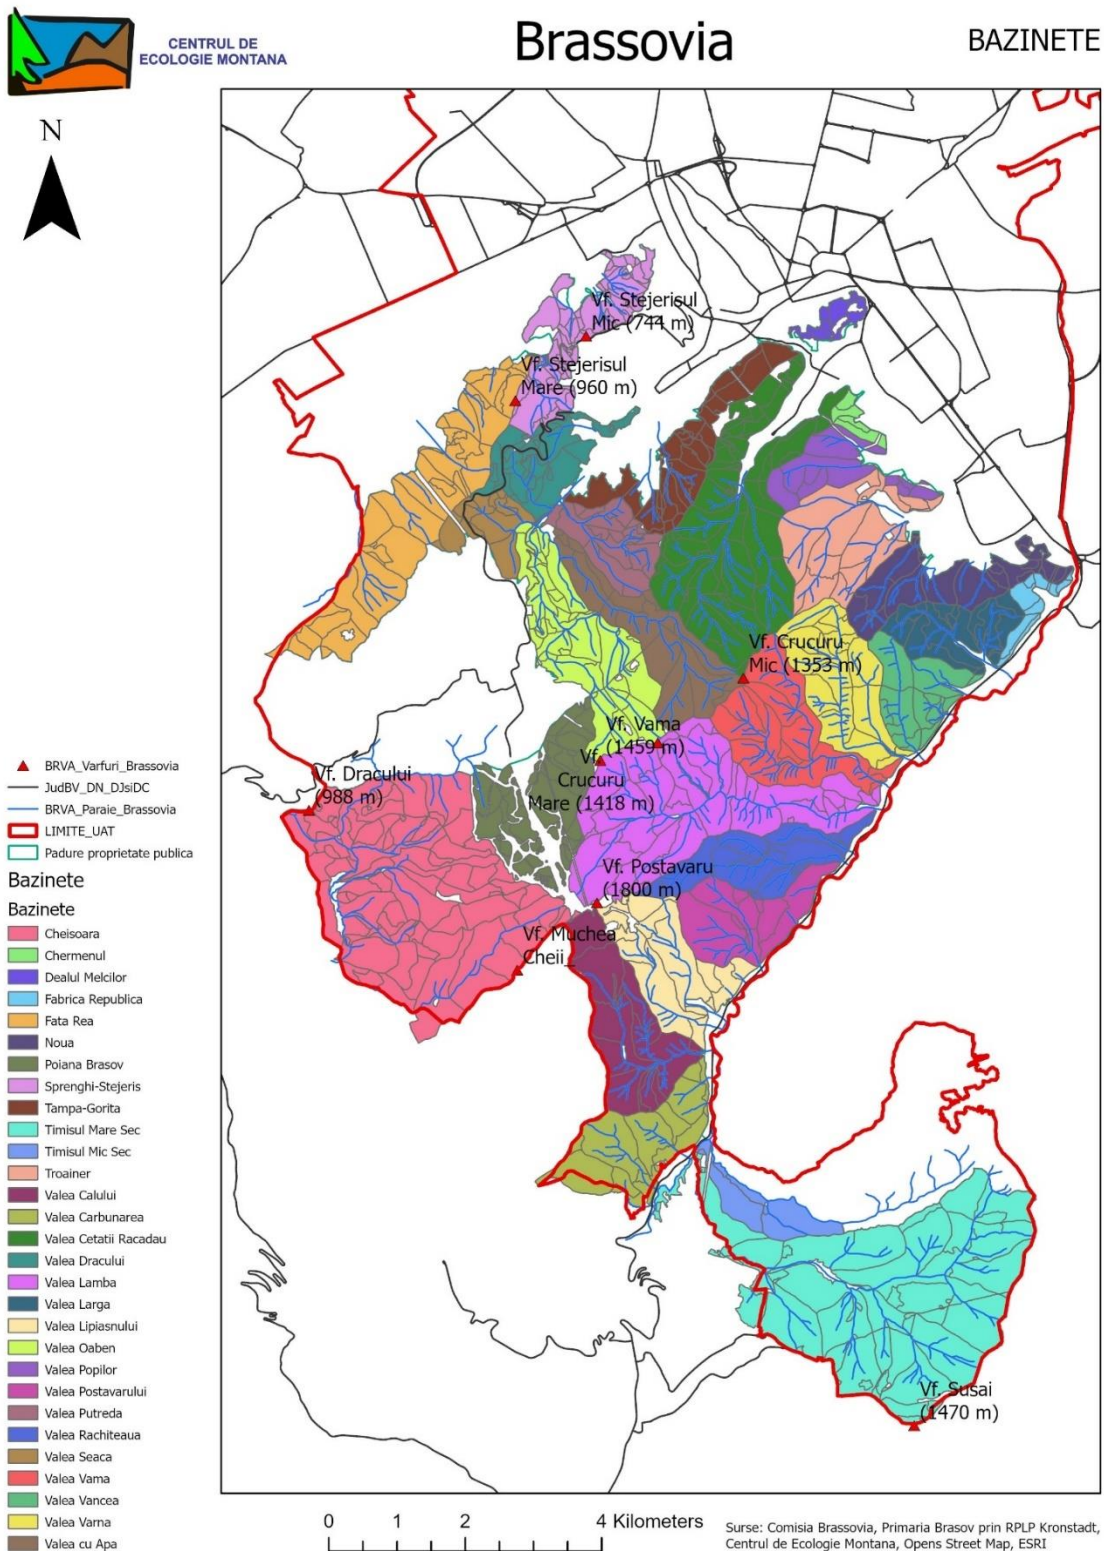 CENTRUL DE
ECOLOGIE MONTANA
Brassovia
BAZINETE
N
Vf. Stejerisul
Mic (744 m)
Vf. Stejerisul
Mare (960 m)
Vf. Crucuru
Mic (1353 m)
Vf. Vama
(1459 m)
Vf.
Crucuru
Mare (1418 m)
Vf. Dracului
(988 m)
Vf. Postavaru
(1800 m)
Vf. Muchea
Cheii_
Vf. Susai
(1470 m)
BRVA_Varfuri_Brassovia
JudBV_DN_DJsiDC
BRVA_Paraie_Brassovia
LIMITE_UAT
Padure proprietate publica
Bazinete
Bazinete
Cheisoara
Chermenul
Dealul Melcilor
Fabrica Republica
Fata Rea
Noua
Poiana Brasov
Sprenghi-Stejeris
Tampa-Gorita
Timisul Mare Sec
Timisul Mic Sec
Troainer
Valea Calului
Valea Carbunarea
Valea Cetatii Racadau
Valea Dracului
Valea Lamba
Valea Larga
Valea Lipiasnului
Valea Oaben
Valea Popilor
Valea Postavarului
Valea Putreda
Valea Rachiteaua
Valea Seaca
Valea Vama
Valea Vancea
Valea Varna
Valea cu Apa
0 1 2 4 Kilometers
Surse: Comisia Brassovia, Primaria Brasov prin RPLP Kronstadt,
Centrul de Ecologie Montana, Opens Street Map, ESRI